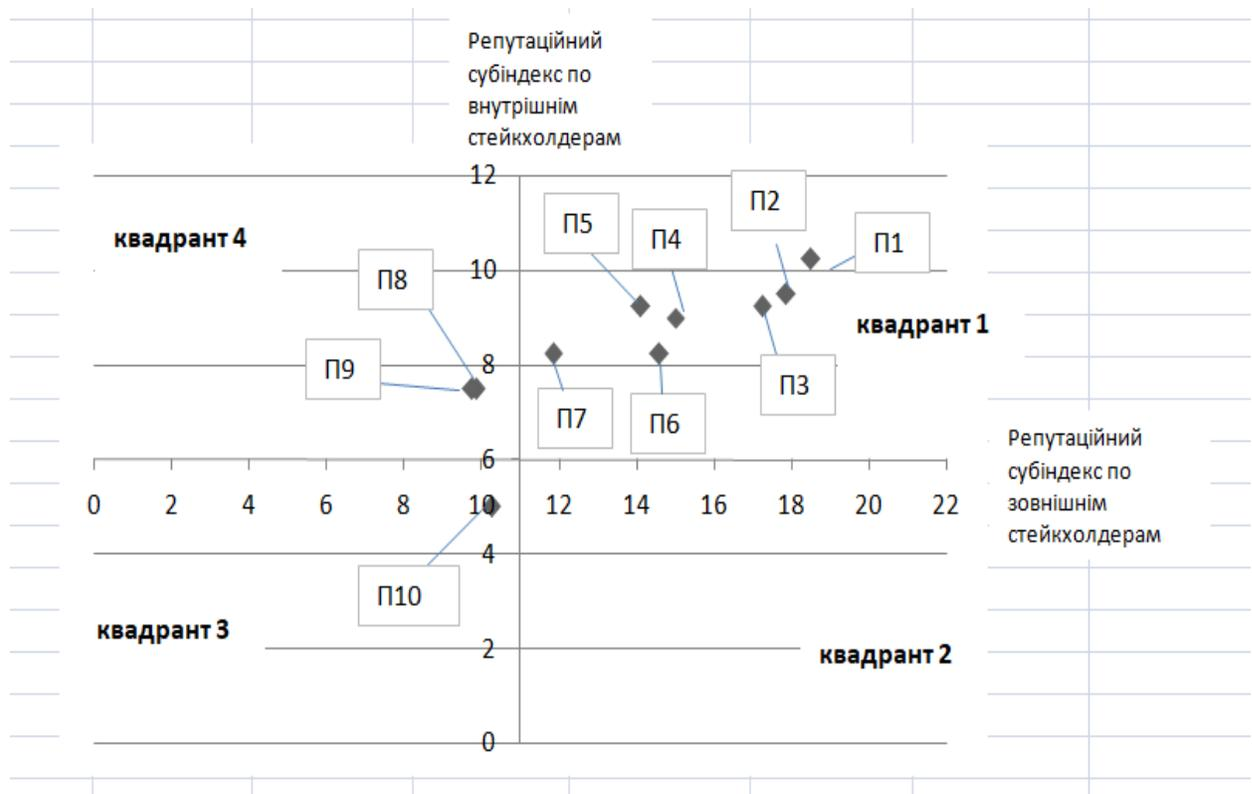 Репутаційний
субіндекс по
внутрішнім
стейкхолдерам
12
П2
П5
П4
П1
квадрант 4
10
П8
квадрант 1
8
П9
П3
П7
П6
6
Репутаційний
субіндекс по
зовнішнім
стейкхолдерам
0 2 4 6 8 10 12 14 16 18 20 22
4
П10
квадрант 3
2
квадрант 2
0